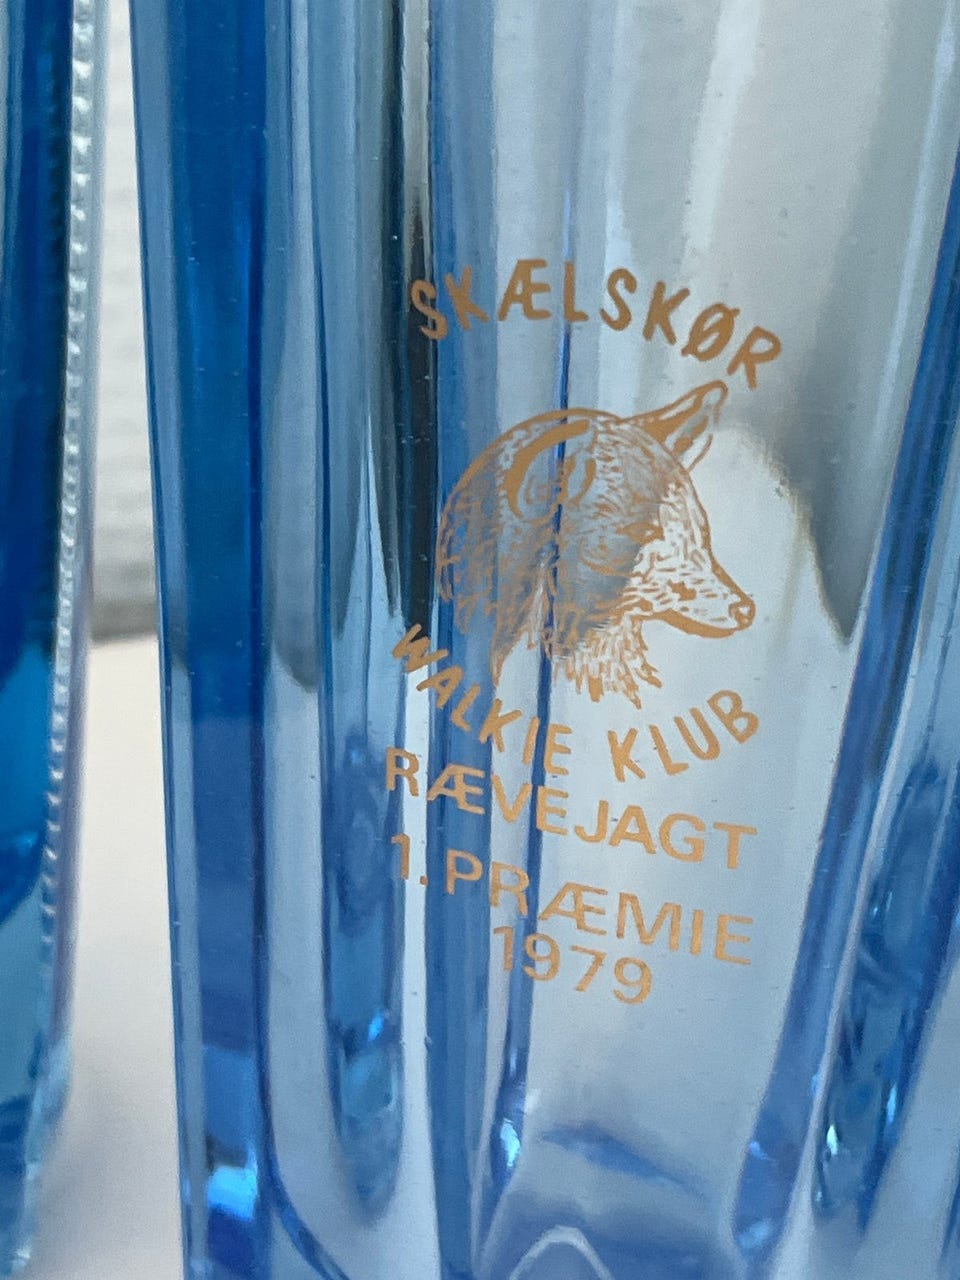 SKÆLSKØR
WALKIE KLUB
RÆVEJAGT
1. PRÆMIE
1979